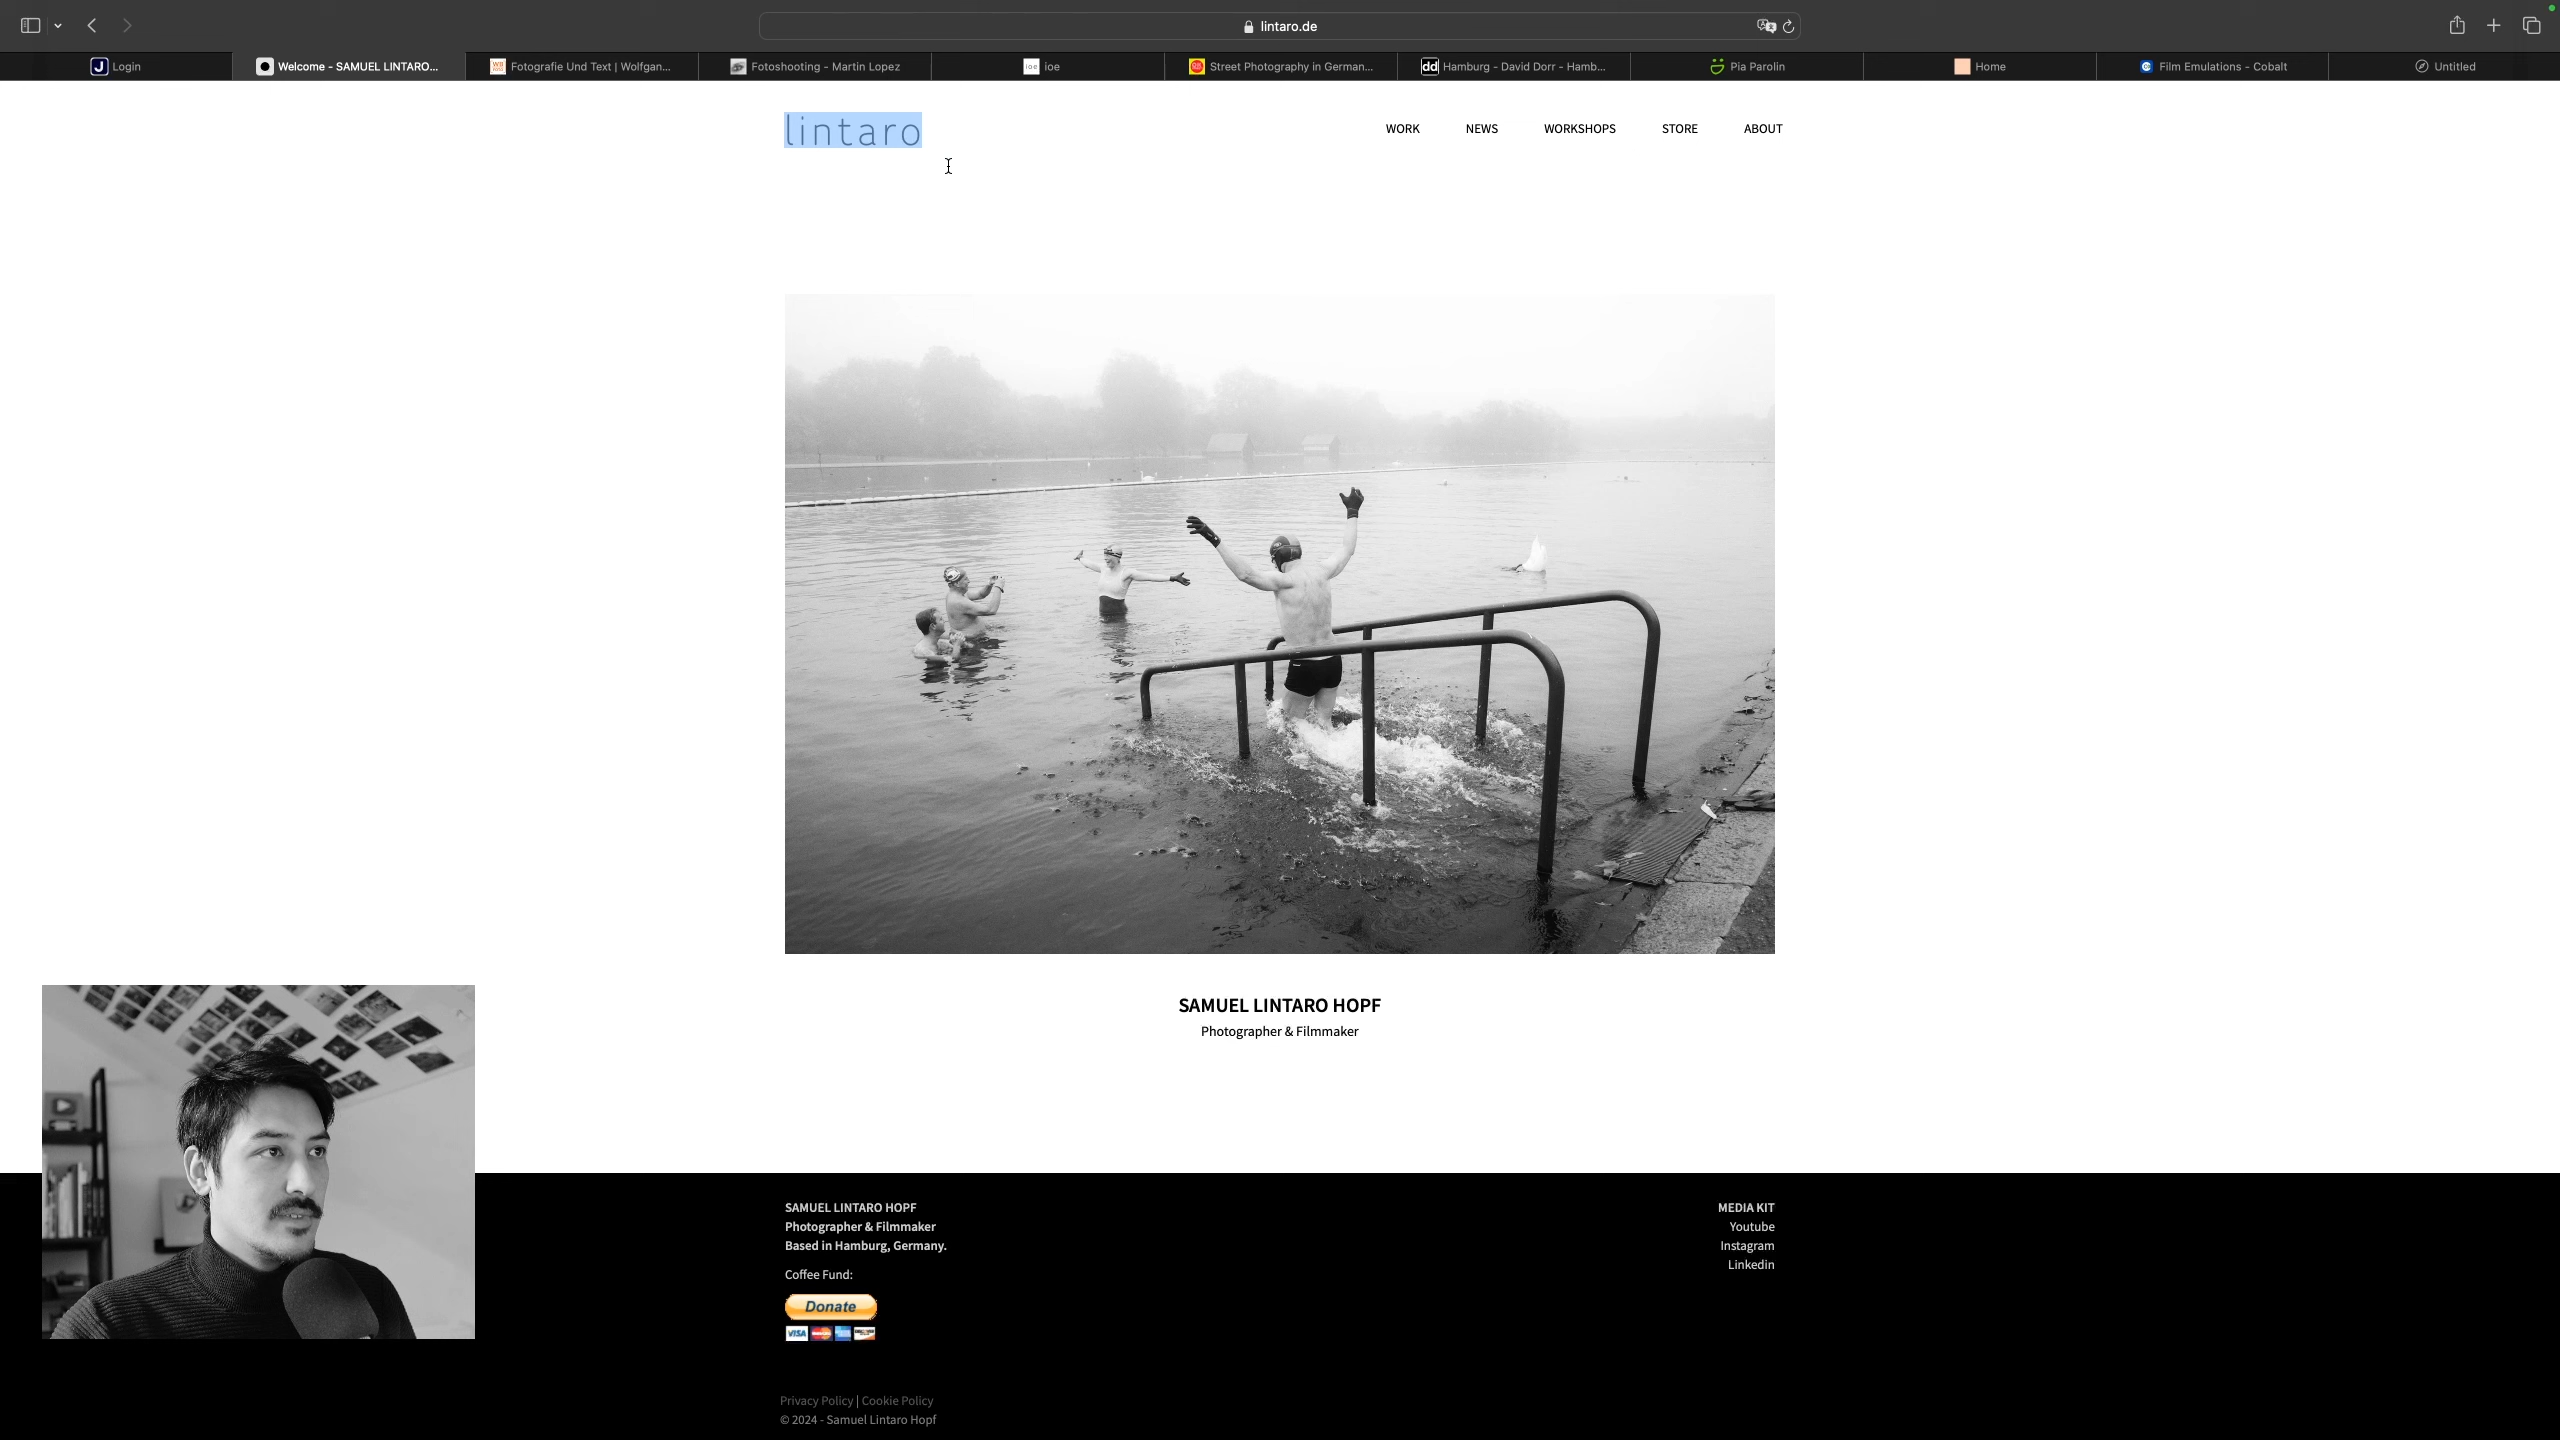 lintaro.de
Login
Welcome - SAMUEL LINTARO...
Fotografie Und Text | Wolfgan...
Fotoshooting - Martin Lopez
ioe
ioe
Street Photography in German...
dd
Hamburg - David Dorr - Hamb...
Pia Parolin
Home
Film Emulations - Cobalt
Untitled
lintaro
WORK NEWS WORKSHOPS STORE ABOUT
SAMUEL LINTARO HOPF
Photographer & Filmmaker
SAMUEL LINTARO HOPF
Photographer & Filmmaker
Based in Hamburg, Germany.
Coffee Fund:
Donate
VISA
MEDIA KIT
Youtube
Instagram
Linkedin
Privacy Policy | Cookie Policy
© 2024 - Samuel Lintaro Hopf